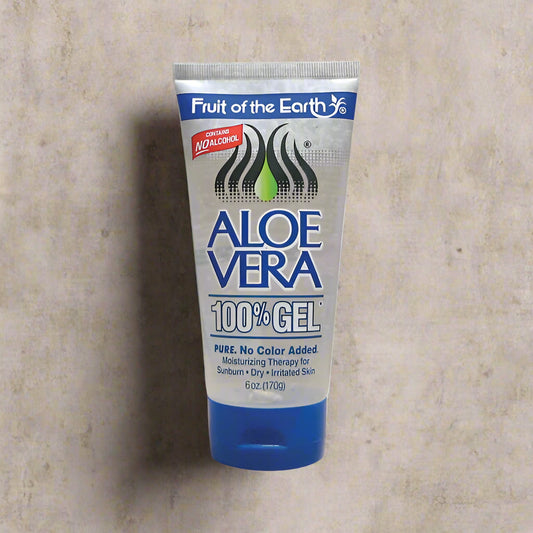 Fruit of the Earth®
CONTAINS
NO ALCOHOL
®
ALOE
VERA
100% GEL*
PURE. No Color Added.
Moisturizing Therapy for
Sunburn • Dry • Irritated Skin
6 oz. (170g)